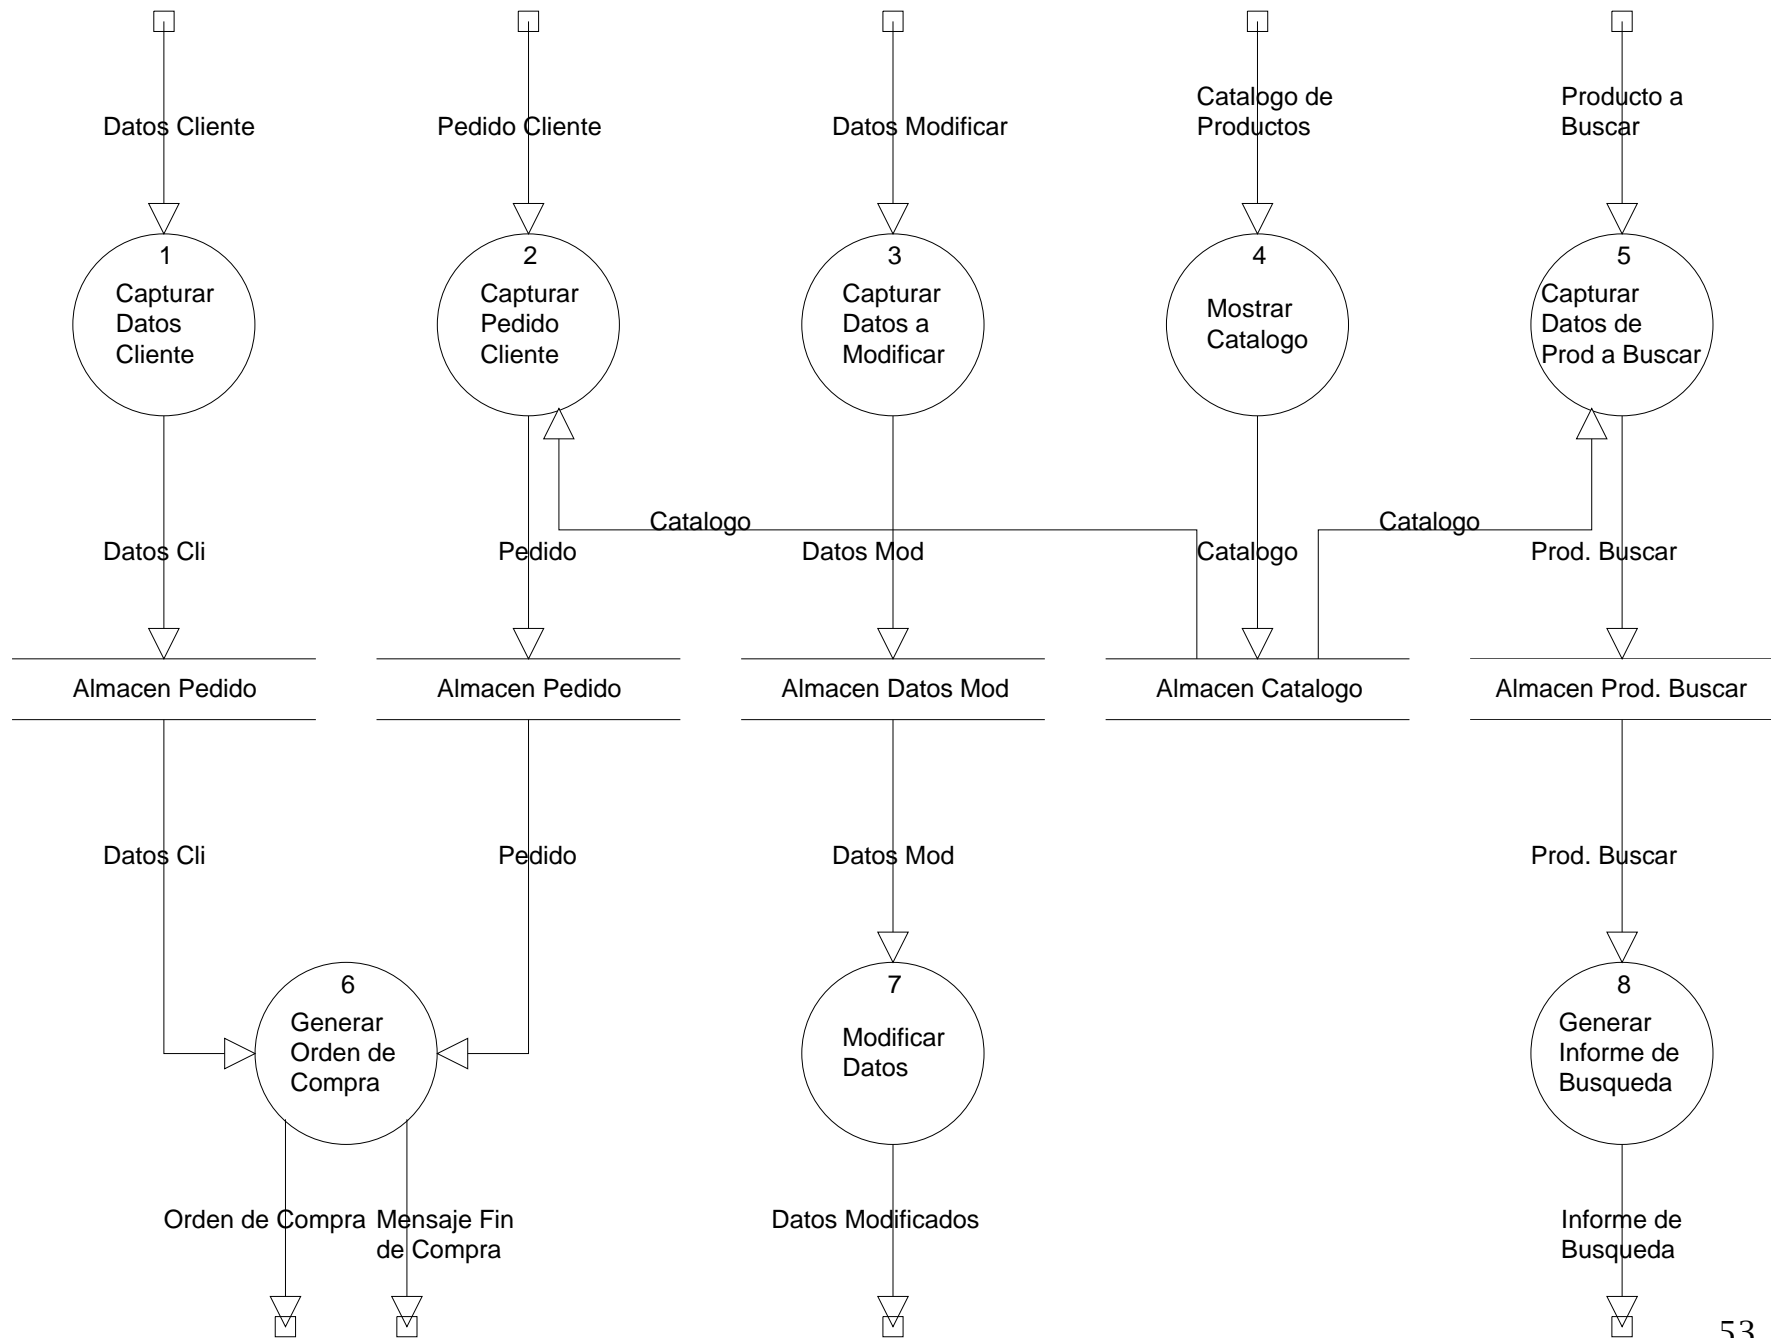 Datos Cliente
Pedido Cliente
Datos Modificar
Catalogo de
Productos
Producto a
Buscar
1
Capturar
Datos
Cliente
2
Capturar
Pedido
Cliente
3
Capturar
Datos a
Modificar
4
Mostrar
Catalogo
5
Capturar
Datos de
Prod a Buscar
Catalogo
Catalogo
Datos Cli
Pedido
Datos Mod
Catalogo
Prod. Buscar
Almacen Pedido
Almacen Pedido
Almacen Datos Mod
Almacen Catalogo
Almacen Prod. Buscar
Datos Cli
Pedido
Datos Mod
Prod. Buscar
6
Generar
Orden de
Compra
7
Modificar
Datos
8
Generar
Informe de
Busqueda
Orden de Compra
Mensaje Fin
de Compra
Datos Modificados
Informe de
Busqueda
53